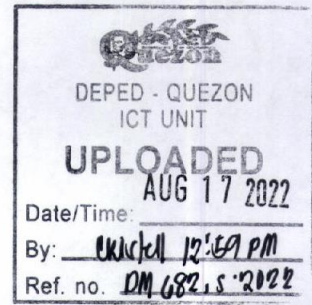 Quezon
DEPED - QUEZON
ICT UNIT
UPLOADED
AUG 17 2022
Date/Time:
By: 12:59 PM
Ref. no. DM 682, s. 2022